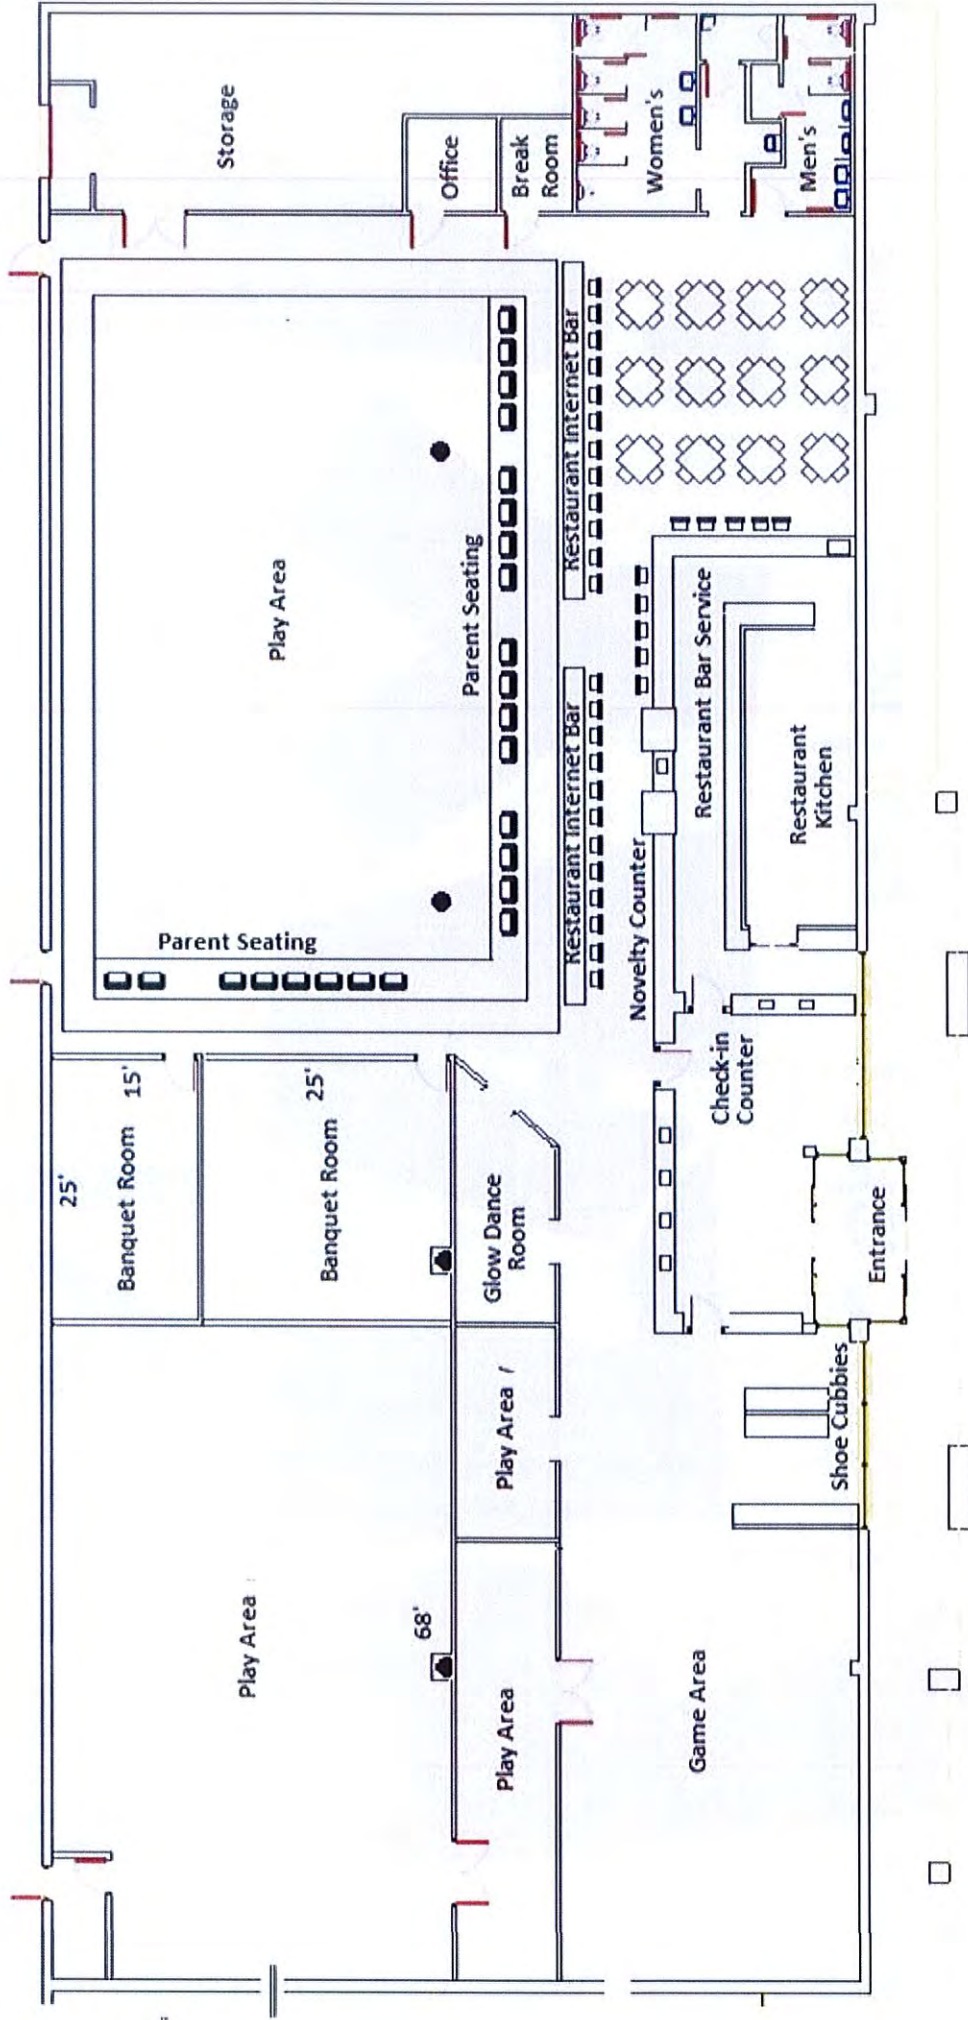 25'
Banquet Room
15'
Parent Seating
Storage
Play Area
Banquet Room
25'
Play Area
68'
Office
Play Area
Play Area
Glow Dance
Room
Parent Seating
Break
Room
Restaurant Internet Bar
Restaurant Internet Bar
Novelty Counter
Women's
Game Area
Check-in
Counter
Restaurant Bar Service
Restaurant
Kitchen
Men's
Shoe Cubbies
Entrance